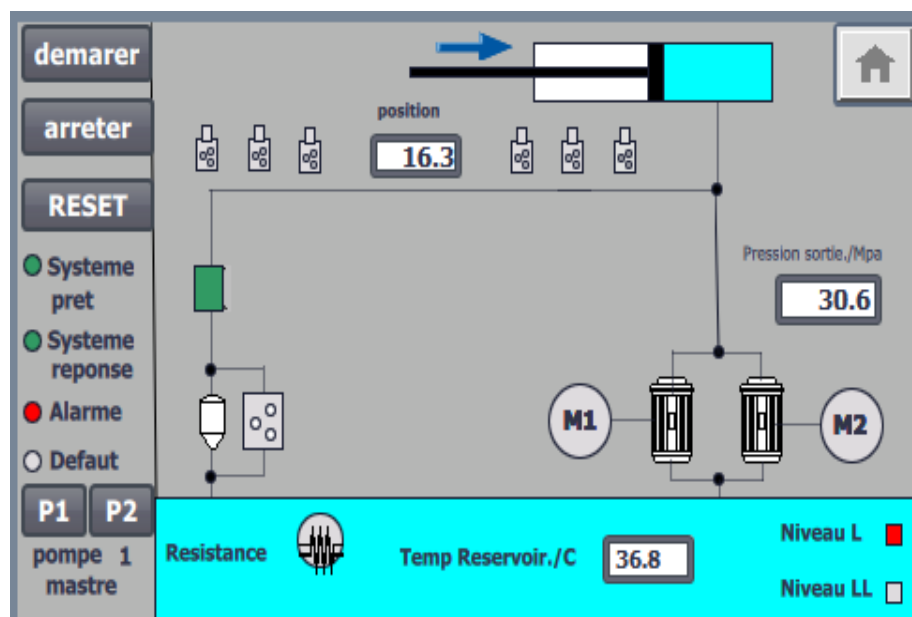 demarer
arreter
RESET
Systeme
pret
Systeme
reponse
Alarme
Defaut
P1 P2
pompe 1
mastre
position
16.3
Pression sortie./Mpa
30.6
M1
M2
Resistance
Temp Reservoir./C
36.8
Niveau L
Niveau LL